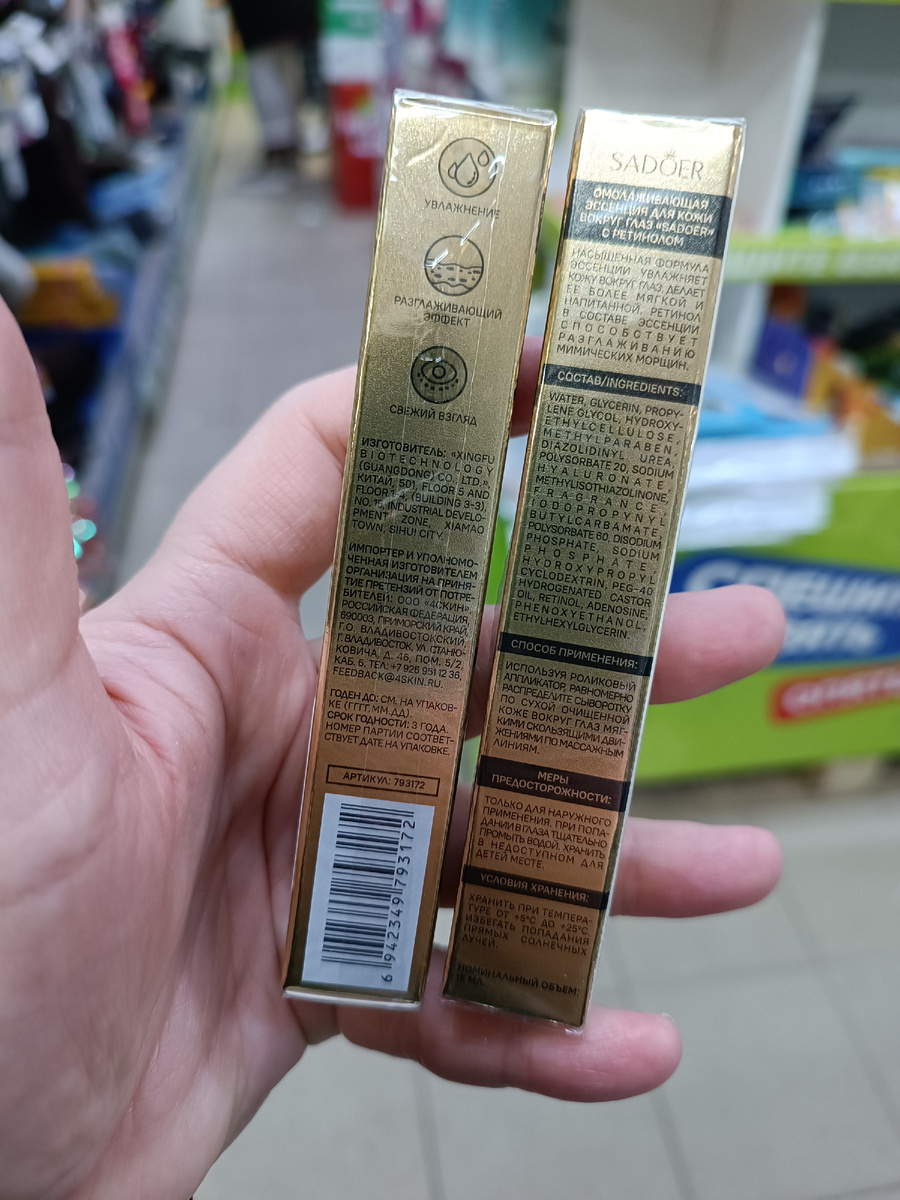 УВЛАЖНЕНИЕ
РАЗГЛАЖИВАЮЩИЙ
ЭФФЕКТ
СВЕЖИЙ ВЗГЛЯД
ИЗГОТОВИТЕЛЬ: «XINGFU
BIOTECHNOLOGY
(GUANGDONG) CO., LTD.»,
КИТАЙ, 501, FLOOR 5 AND
NO. 15, INDUSTRIAL DEVELO-
PMENT ZONE, XIAMAO
TOWN, SIHUI CITY.
ИМПОРТЕР И УПОЛНОМО-
ЧЕННАЯ ИЗГОТОВИТЕЛЕМ
ОРГАНИЗАЦИЯ НА ПРИНЯ-
ТИЕ ПРЕТЕНЗИЙ ОТ ПОТРЕ-
БИТЕЛЕЙ: ООО «4СКИН»,
РОССИЙСКАЯ ФЕДЕРАЦИЯ,
690003, ПРИМОРСКИЙ КРАЙ,
ГО. ВЛАДИВОСТОКСКИЙ,
Г. ВЛАДИВОСТОК, УЛ. СТАНЮ-
КОВИЧА, Д. 46, ПОМ. 5/2,
КАБ. 6. ТЕЛ: +7 926 951 12 36,
FEEDBACK@4SKIN.RU.
ГОДЕН ДО: СМ. НА УПАКОВ-
КЕ (ГГГГ.ММ.ДД).
СРОК ГОДНОСТИ: 3 ГОДА.
НОМЕР ПАРТИИ СООТВЕТ-
СТВУЕТ ДАТЕ НА УПАКОВКЕ.
АРТИКУЛ: 793172
6 942349 793172
SADOER
ОМОЛАЖИВАЮЩАЯ
ЭССЕНЦИЯ ДЛЯ КОЖИ
ВОКРУГ ГЛАЗ «SADOER»
С РЕТИНОЛОМ
НАСЫЩЕННАЯ ФОРМУЛА
ЭССЕНЦИИ УВЛАЖНЯЕТ
КОЖУ ВОКРУГ ГЛАЗ, ДЕЛАЕТ
ЕЕ БОЛЕЕ МЯГКОЙ И
НАПИТАННОЙ. РЕТИНОЛ
В СОСТАВЕ ЭССЕНЦИИ
СПОСОБСТВУЕТ
РАЗГЛАЖИВАНИЮ
МИМИЧЕСКИХ МОРЩИН.
СОСТАВ/INGREDIENTS:
WATER, GLYCERIN, PROPY-
LENE GLYCOL, HYDROXY-
ETHYLCELLULOSE,
METHYLPARABEN,
DIAZOLIDINYL UREA,
POLYSORBATE 20, SODIUM
HYALURONATE,
METHYLISOTHIAZOLINONE,
FRAGRANCE,
IODOPROPYNYL
BUTYLCARBAMATE,
POLYSORBATE 60, DISODIUM
PHOSPHATE, SODIUM
PHOSPHATE,
HYDROXYPROPYL
CYCLODEXTRIN, PEG-40
HYDROGENATED CASTOR
OIL, RETINOL, ADENOSINE,
PHENOXYETHANOL,
ETHYLHEXYLGLYCERIN.
СПОСОБ ПРИМЕНЕНИЯ:
ИСПОЛЬЗУЯ РОЛИКОВЫЙ
АППЛИКАТОР, РАВНОМЕРНО
РАСПРЕДЕЛИТЕ СЫВОРОТКУ
ПО СУХОЙ ОЧИЩЕННОЙ
КОЖЕ ВОКРУГ ГЛАЗ МЯГ-
КИМИ СКОЛЬЗЯЩИМИ ДВИ-
ЖЕНИЯМИ ПО МАССАЖНЫМ
ЛИНИЯМ.
МЕРЫ
ПРЕДОСТОРОЖНОСТИ:
ТОЛЬКО ДЛЯ НАРУЖНОГО
ПРИМЕНЕНИЯ. ПРИ ПОПА-
ДАНИИ В ГЛАЗА ТЩАТЕЛЬНО
ПРОМЫТЬ ВОДОЙ. ХРАНИТЬ
В НЕДОСТУПНОМ ДЛЯ
ДЕТЕЙ МЕСТЕ.
УСЛОВИЯ ХРАНЕНИЯ:
ХРАНИТЬ ПРИ ТЕМПЕРА-
ТУРЕ ОТ +5°C ДО +25°C.
ИЗБЕГАТЬ ПОПАДАНИЯ
ПРЯМЫХ СОЛНЕЧНЫХ
ЛУЧЕЙ.
НОМИНАЛЬНЫЙ ОБЪЕМ:
15 МЛ.